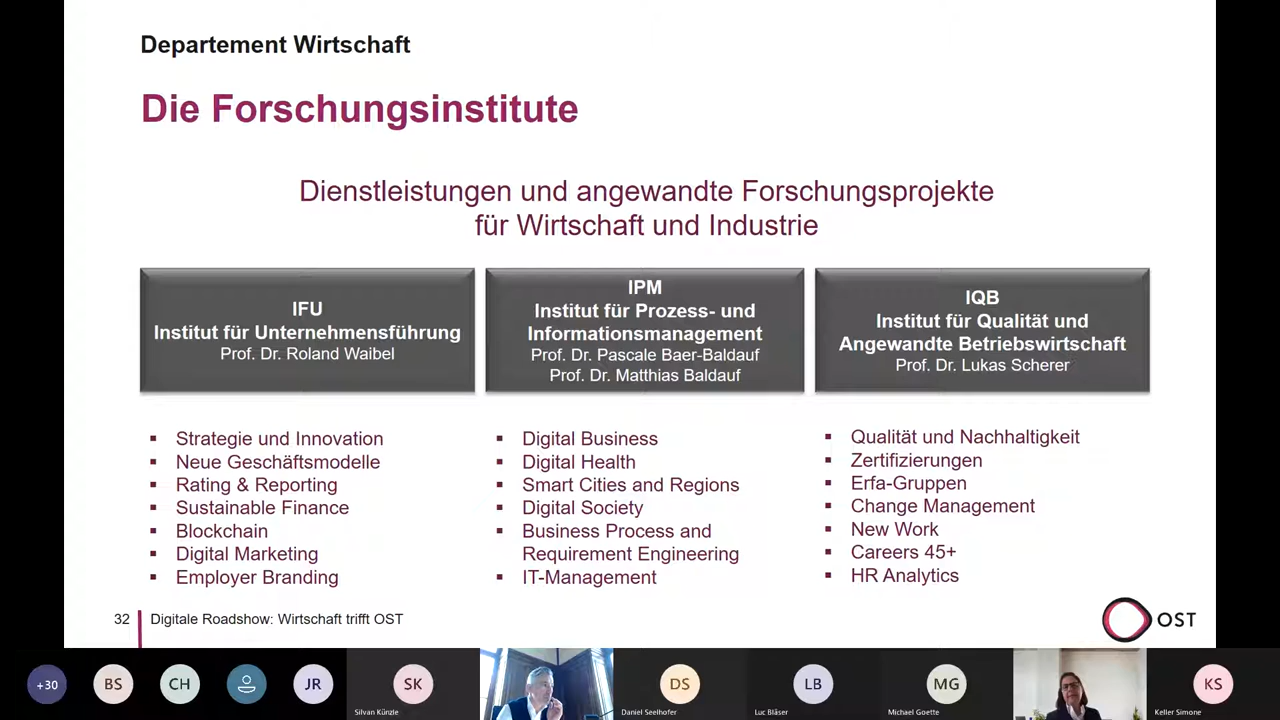 Departement Wirtschaft
Die Forschungsinstitute
Dienstleistungen und angewandte Forschungsprojekte
für Wirtschaft und Industrie
IFU
Institut für Unternehmensführung
Prof. Dr. Roland Waibel
IPM
Institut für Prozess- und
Informationsmanagement
Prof. Dr. Pascale Baer-Baldauf
Prof. Dr. Matthias Baldauf
IQB
Institut für Qualität und
Angewandte Betriebswirtschaft
Prof. Dr. Lukas Scherer
▪ Strategie und Innovation
▪ Neue Geschäftsmodelle
▪ Rating & Reporting
▪ Sustainable Finance
▪ Blockchain
▪ Digital Marketing
▪ Employer Branding
▪ Digital Business
▪ Digital Health
▪ Smart Cities and Regions
▪ Digital Society
▪ Business Process and
Requirement Engineering
▪ IT-Management
▪ Qualität und Nachhaltigkeit
▪ Zertifizierungen
▪ Erfa-Gruppen
▪ Change Management
▪ New Work
▪ Careers 45+
▪ HR Analytics
32 Digitale Roadshow: Wirtschaft trifft OST
OST
+30 BS CH JR SK DS LB MG KS
Silvan Künzle Daniel Seelhofer Luc Bläser Michael Goette Keller Simone